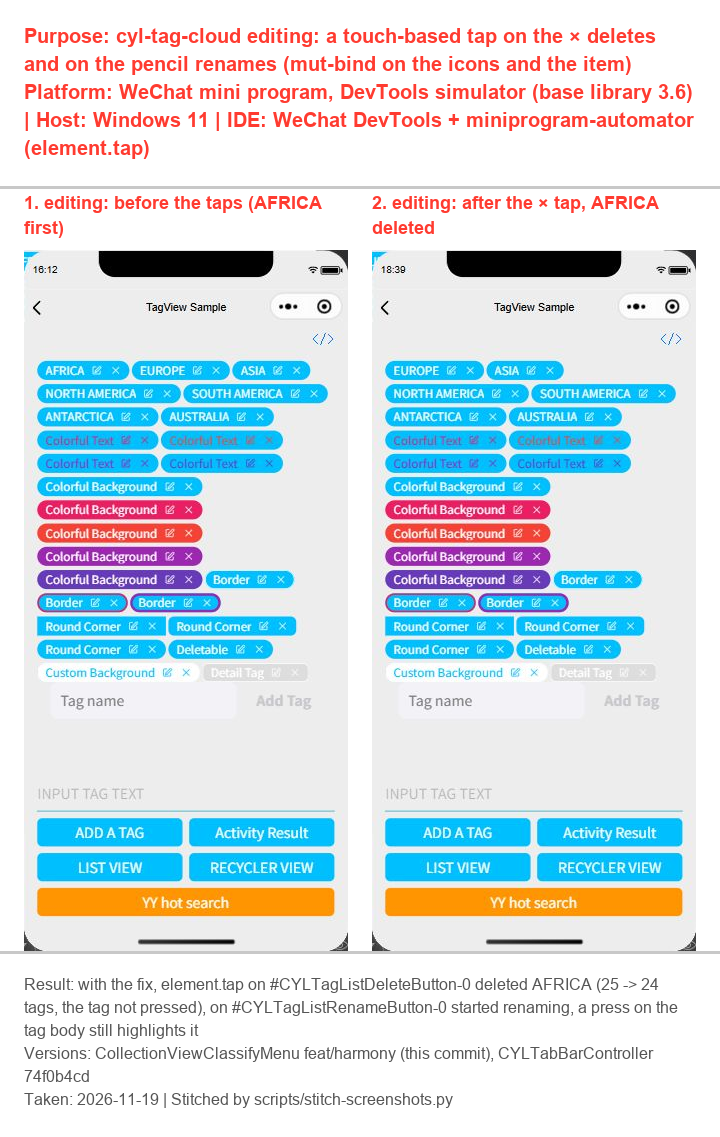 Purpose: cyl-tag-cloud editing: a touch-based tap on the × deletes
and on the pencil renames (mut-bind on the icons and the item)
Platform: WeChat mini program, DevTools simulator (base library 3.6)
| Host: Windows 11 | IDE: WeChat DevTools + miniprogram-automator
(element.tap)
1. editing: before the taps (AFRICA
first)
16:12
TagView Sample
</>
AFRICA × EUROPE × ASIA ×
NORTH AMERICA × SOUTH AMERICA ×
ANTARCTICA × AUSTRALIA ×
Colorful Text × Colorful Text ×
Colorful Text × Colorful Text ×
Colorful Background ×
Colorful Background ×
Colorful Background ×
Colorful Background ×
Colorful Background × Border ×
Border × Border ×
Round Corner × Round Corner ×
Round Corner × Deletable ×
Custom Background × Detail Tag ×
Tag name Add Tag
INPUT TAG TEXT
ADD A TAG Activity Result
LIST VIEW RECYCLER VIEW
YY hot search
2. editing: after the × tap, AFRICA
deleted
18:39
TagView Sample
</>
EUROPE × ASIA ×
NORTH AMERICA × SOUTH AMERICA ×
ANTARCTICA × AUSTRALIA ×
Colorful Text × Colorful Text ×
Colorful Text × Colorful Text ×
Colorful Background ×
Colorful Background ×
Colorful Background ×
Colorful Background ×
Colorful Background × Border ×
Border × Border ×
Round Corner × Round Corner ×
Round Corner × Deletable ×
Custom Background × Detail Tag ×
Tag name Add Tag
INPUT TAG TEXT
ADD A TAG Activity Result
LIST VIEW RECYCLER VIEW
YY hot search
Result: with the fix, element.tap on #CYLTagListDeleteButton-0 deleted AFRICA (25 -> 24
tags, the tag not pressed), on #CYLTagListRenameButton-0 started renaming, a press on the
tag body still highlights it
Versions: CollectionViewClassifyMenu feat/harmony (this commit), CYLTabBarController
74f0b4cd
Taken: 2026-11-19 | Stitched by scripts/stitch-screenshots.py